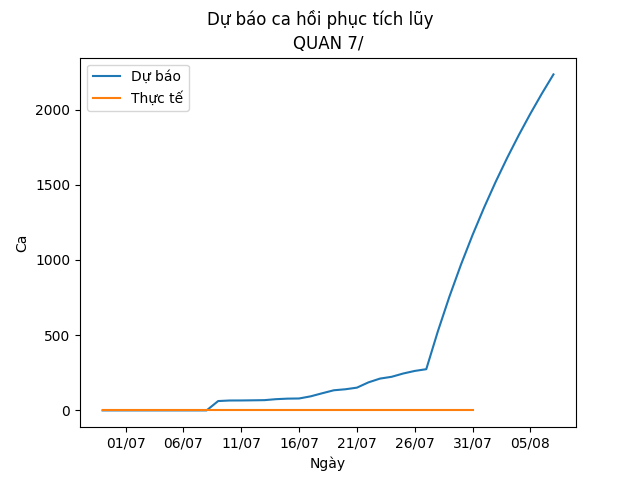 Dự báo ca hồi phục tích lũy
QUAN 7/
Dự báo
Thực tế
2000
1500
1000
500
0
Ca
01/07 06/07 11/07 16/07 21/07 26/07 31/07 05/08
Ngày